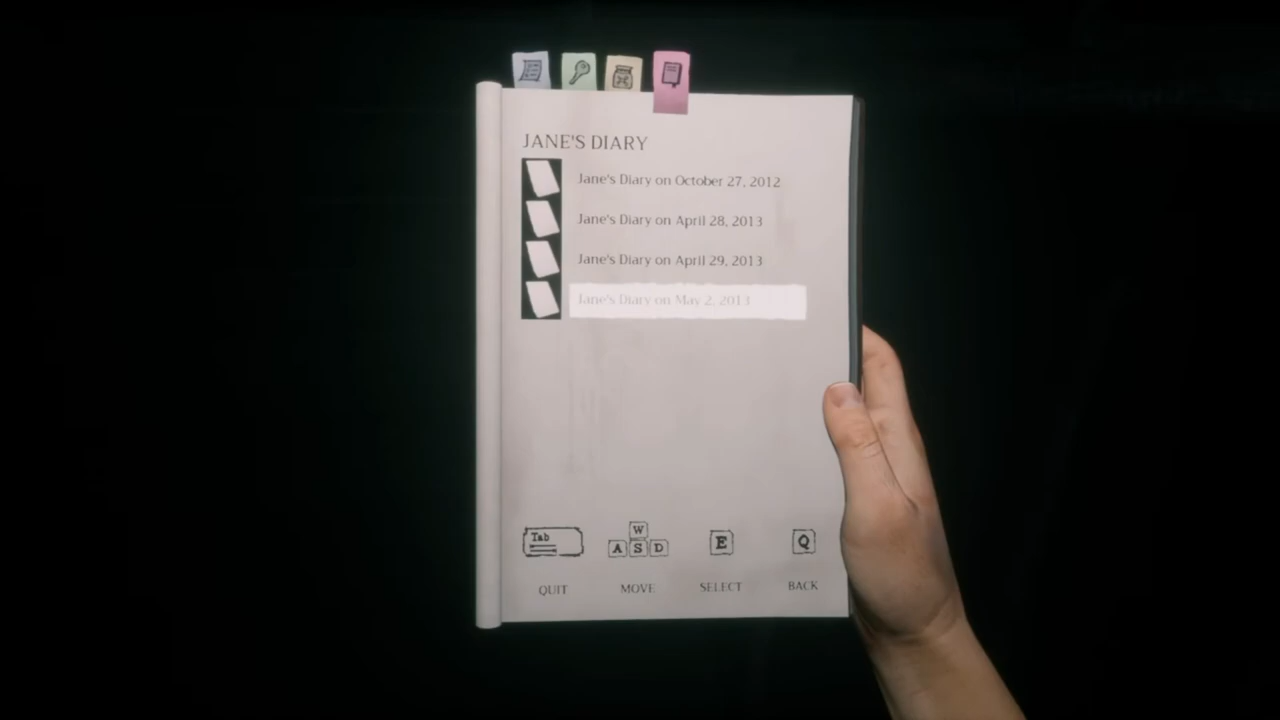 JANE'S DIARY
Jane's Diary on October 27, 2012
Jane's Diary on April 28, 2013
Jane's Diary on April 29, 2013
Jane's Diary on May 2, 2013
Tab
W
A S D
E
Q
QUIT
MOVE
SELECT
BACK